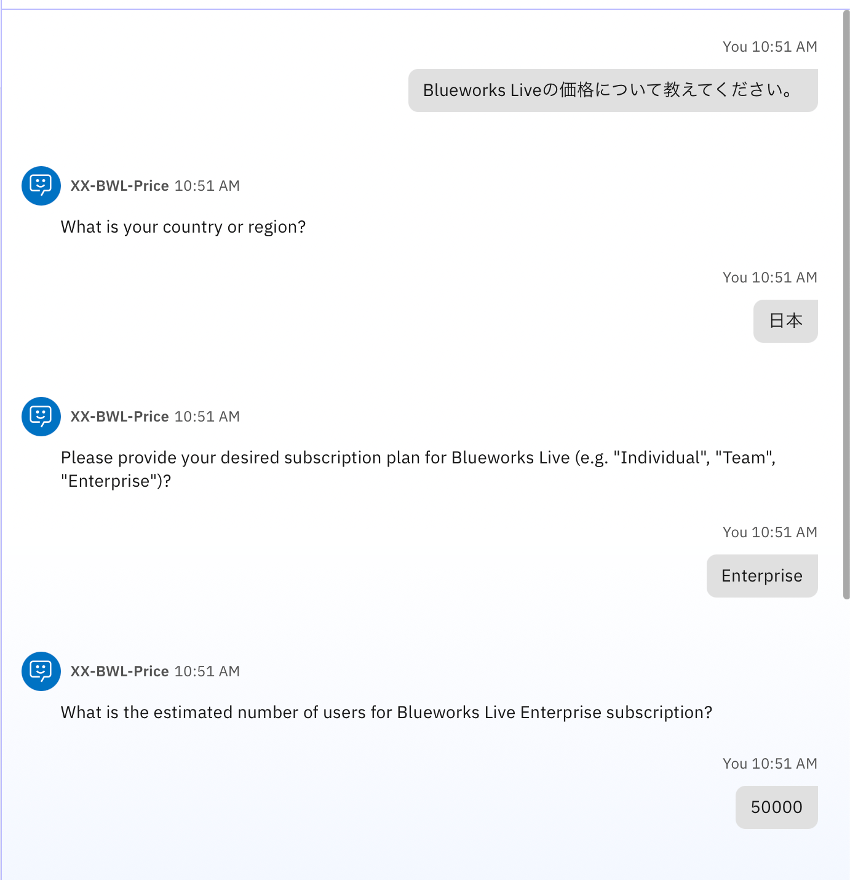 You 10:51 AM
Blueworks Liveの価格について教えてください。
XX-BWL-Price 10:51 AM
What is your country or region?
You 10:51 AM
日本
XX-BWL-Price 10:51 AM
Please provide your desired subscription plan for Blueworks Live (e.g. "Individual", "Team",
"Enterprise")?
You 10:51 AM
Enterprise
XX-BWL-Price 10:51 AM
What is the estimated number of users for Blueworks Live Enterprise subscription?
You 10:51 AM
50000